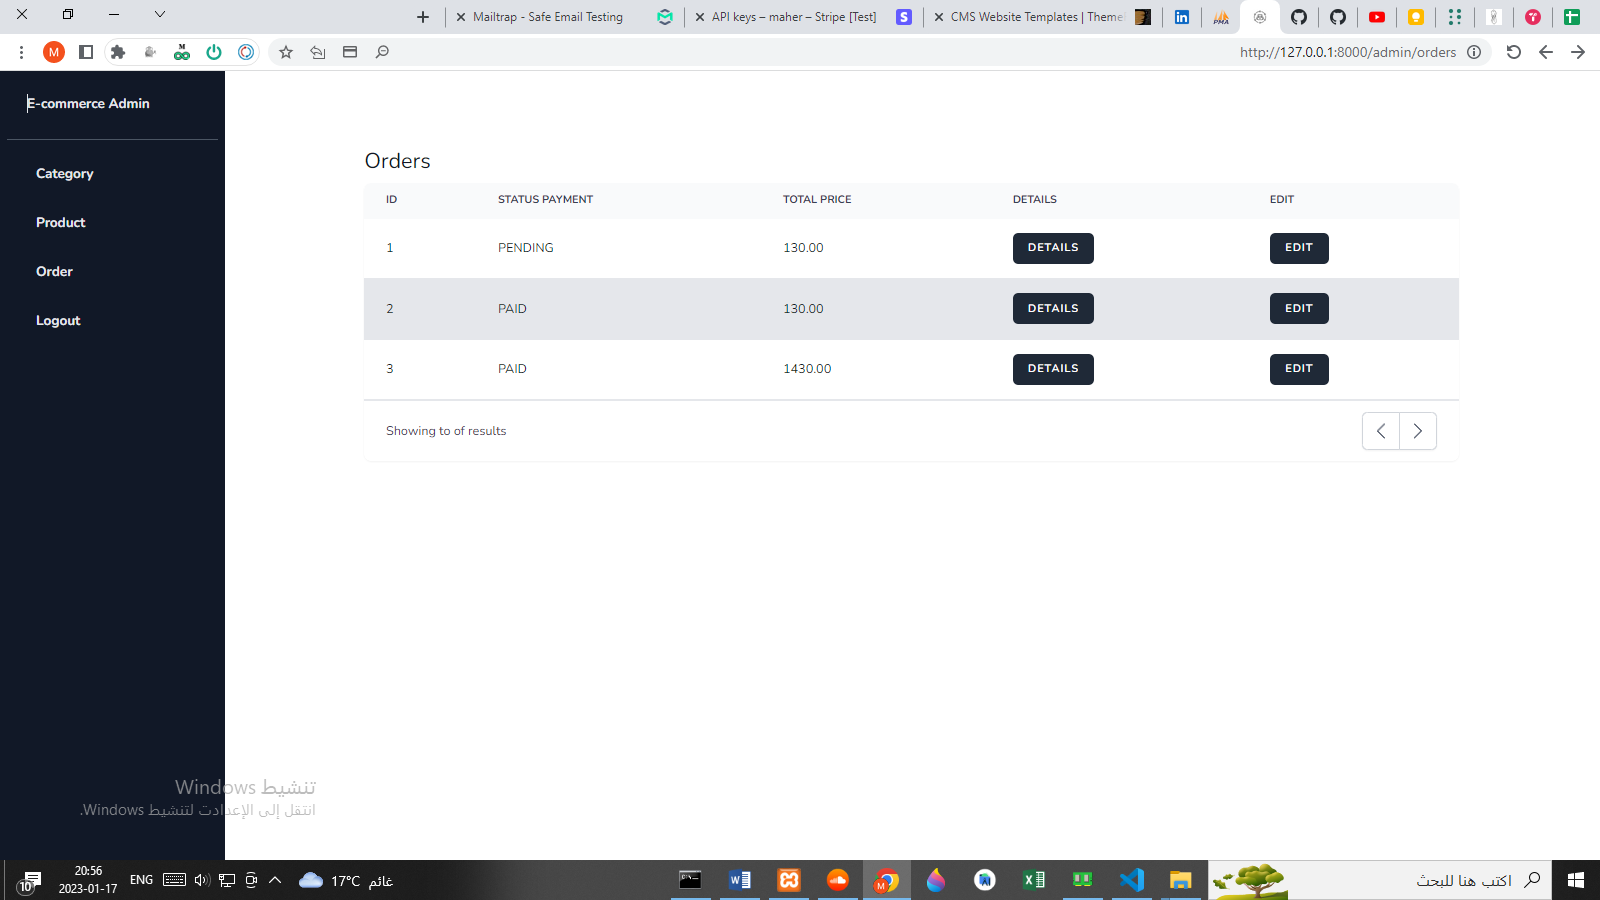 Mailtrap - Safe Email Testing
API keys – maher – Stripe [Test]
CMS Website Templates | Theme
http://127.0.0.1:8000/admin/orders
M
E-commerce Admin
Category
Product
Order
Logout
Orders
ID STATUS PAYMENT TOTAL PRICE DETAILS EDIT
1 PENDING 130.00 DETAILS EDIT
2 PAID 130.00 DETAILS EDIT
3 PAID 1430.00 DETAILS EDIT
Showing to of results
تنشيط Windows
انتقل إلى الإعدادت لتنشيط Windows.
اكتب هنا للبحث
غائم 17°C
ENG
20:56
2023-01-17
10